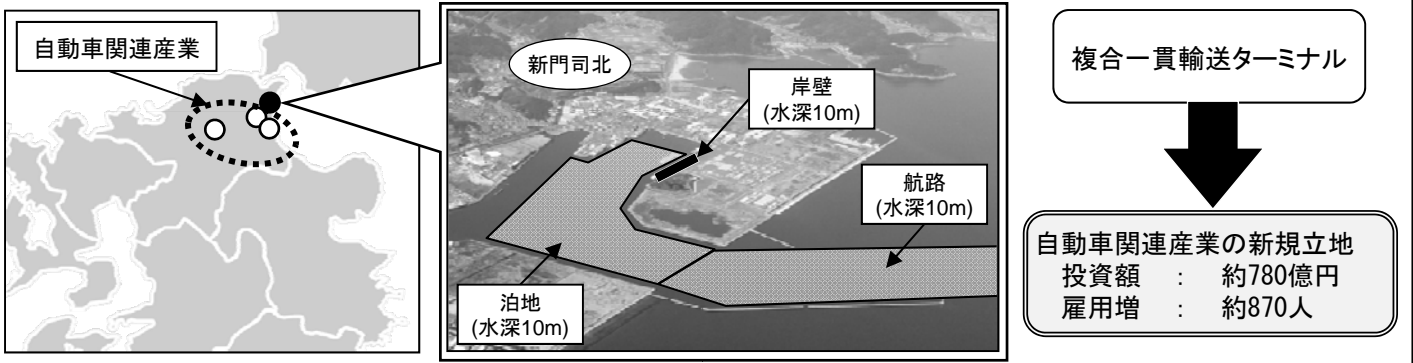 自動車関連産業
新門司北
岸壁
(水深10m)
航路
(水深10m)
泊地
(水深10m)
複合一貫輸送ターミナル
自動車関連産業の新規立地
投資額 : 約780億円
雇用増 : 約870人